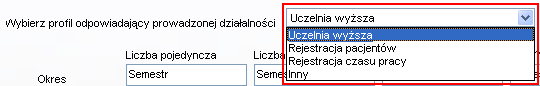 Wybierz profil odpowiadający prowadzonej działalności Uczelnia wyższa
Uczelnia wyższa
Rejestracja pacjentów
Rejestracja czasu pracy
Inny
Liczba pojedyncza
Okres Semestr